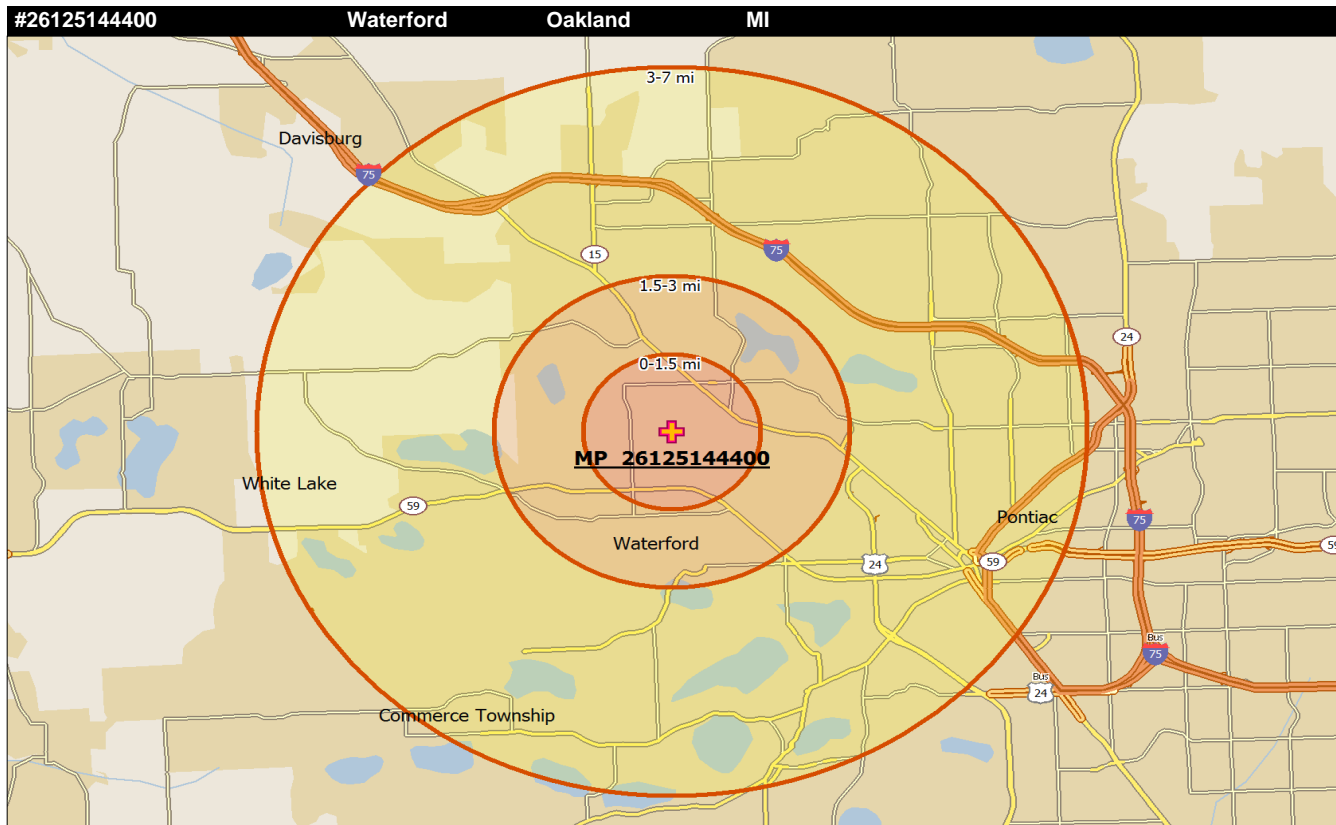 #26125144400 Waterford Oakland MI
3-7 mi
Davisburg
75
15
75
1.5-3 mi
24
0-1.5 mi
MP 26125144400
White Lake
59
Pontiac
75
Waterford
59
24
59
Bus
75
Bus
24
Commerce Township